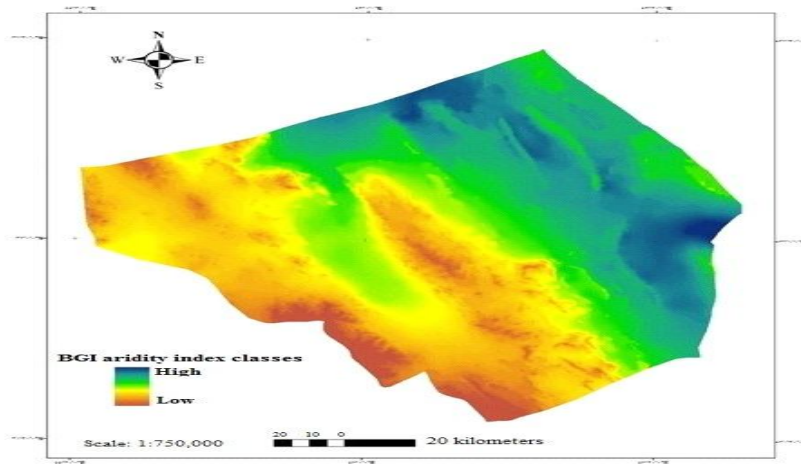 N
W E
S
BGI aridity index classes
High
Low
Scale: 1:750,000
20 10 0 20 kilometers